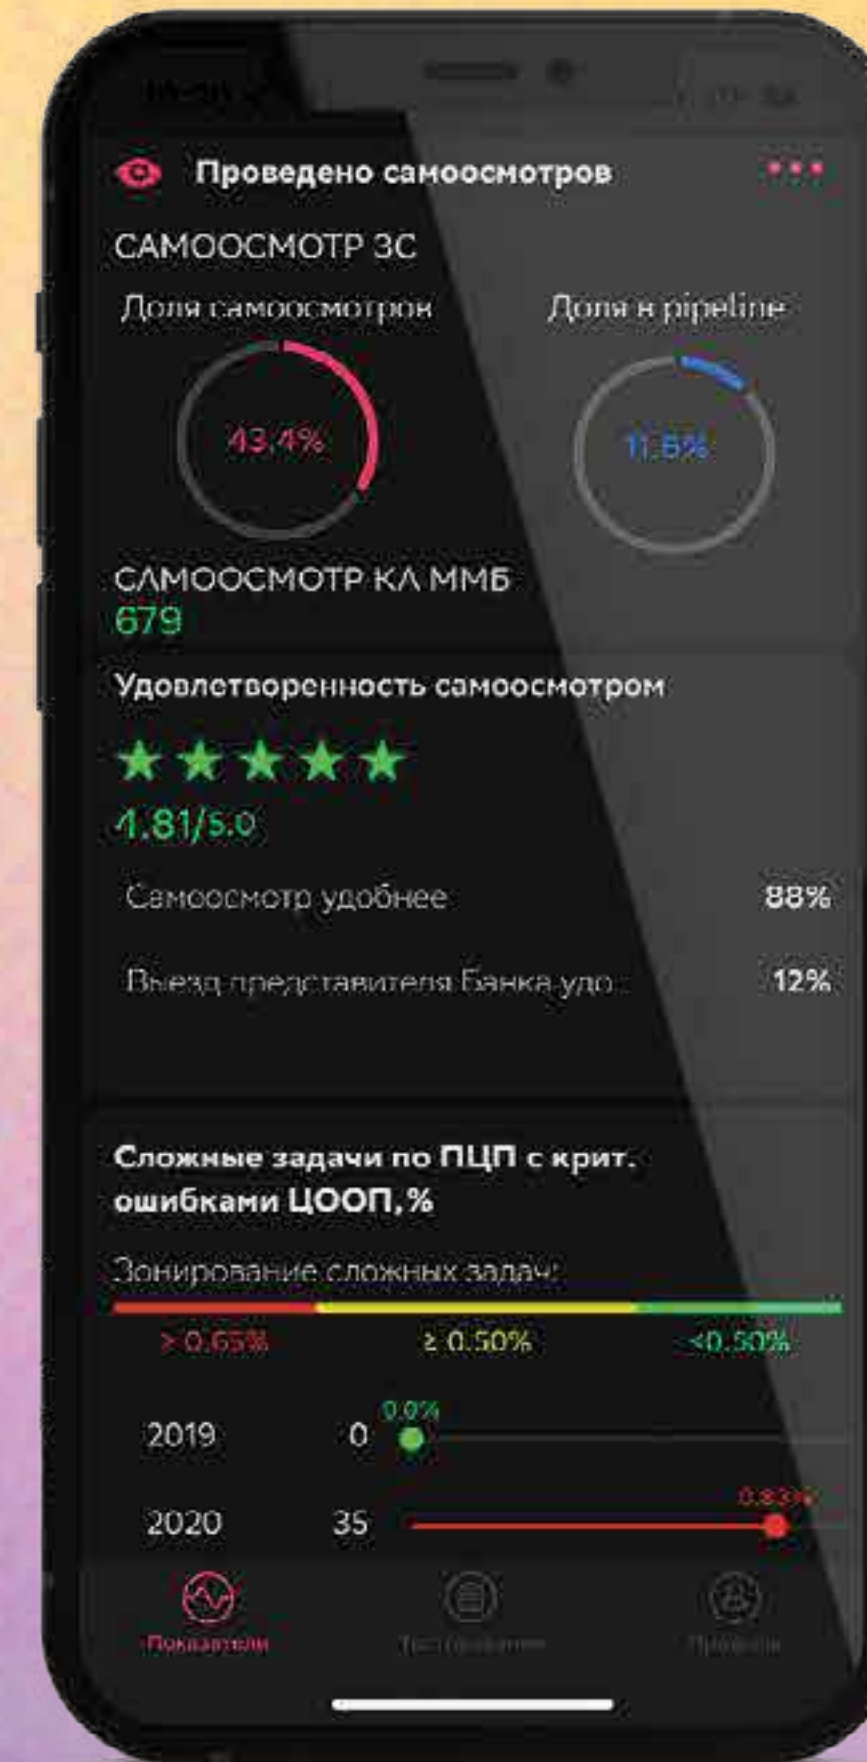 Проведено самоосмотров
САМООСМОТР ЗС
Доля самоосмотров
Доля в pipeline
43.4%
САМООСМОТР КЛ ММБ
679
Удовлетворенность самоосмотром
4.81/5.0
Самоосмотр удобнее
88%
Выезд представителя Банка удо...
12%
Сложные задачи по ПЦП с крит.
ошибками ЦООП,%
Зонирование сложных задач:
> 0.65%
≥ 0.50%
<0.50%
0.0%
2019
0
0.83%
2020
35
Показатели